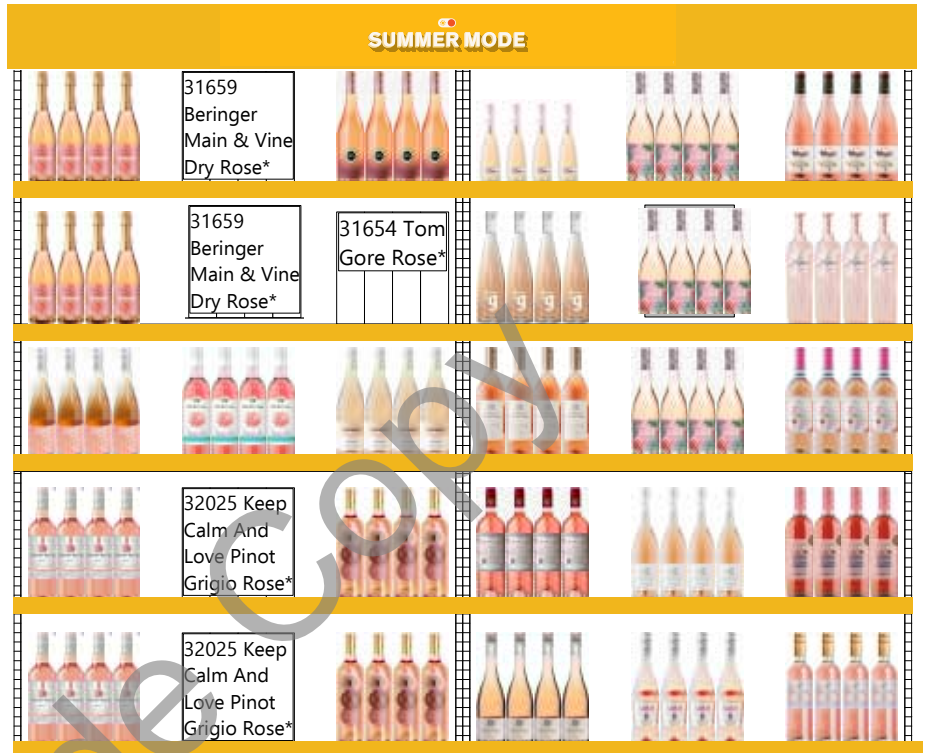 SUMMER MODE
31659
Beringer
Main & Vine
Dry Rose*
31659
Beringer
Main & Vine
Dry Rose*
31654 Tom
Gore Rose*
32025 Keep
Calm And
Love Pinot
Grigio Rose*
32025 Keep
Calm And
Love Pinot
Grigio Rose*
Copy